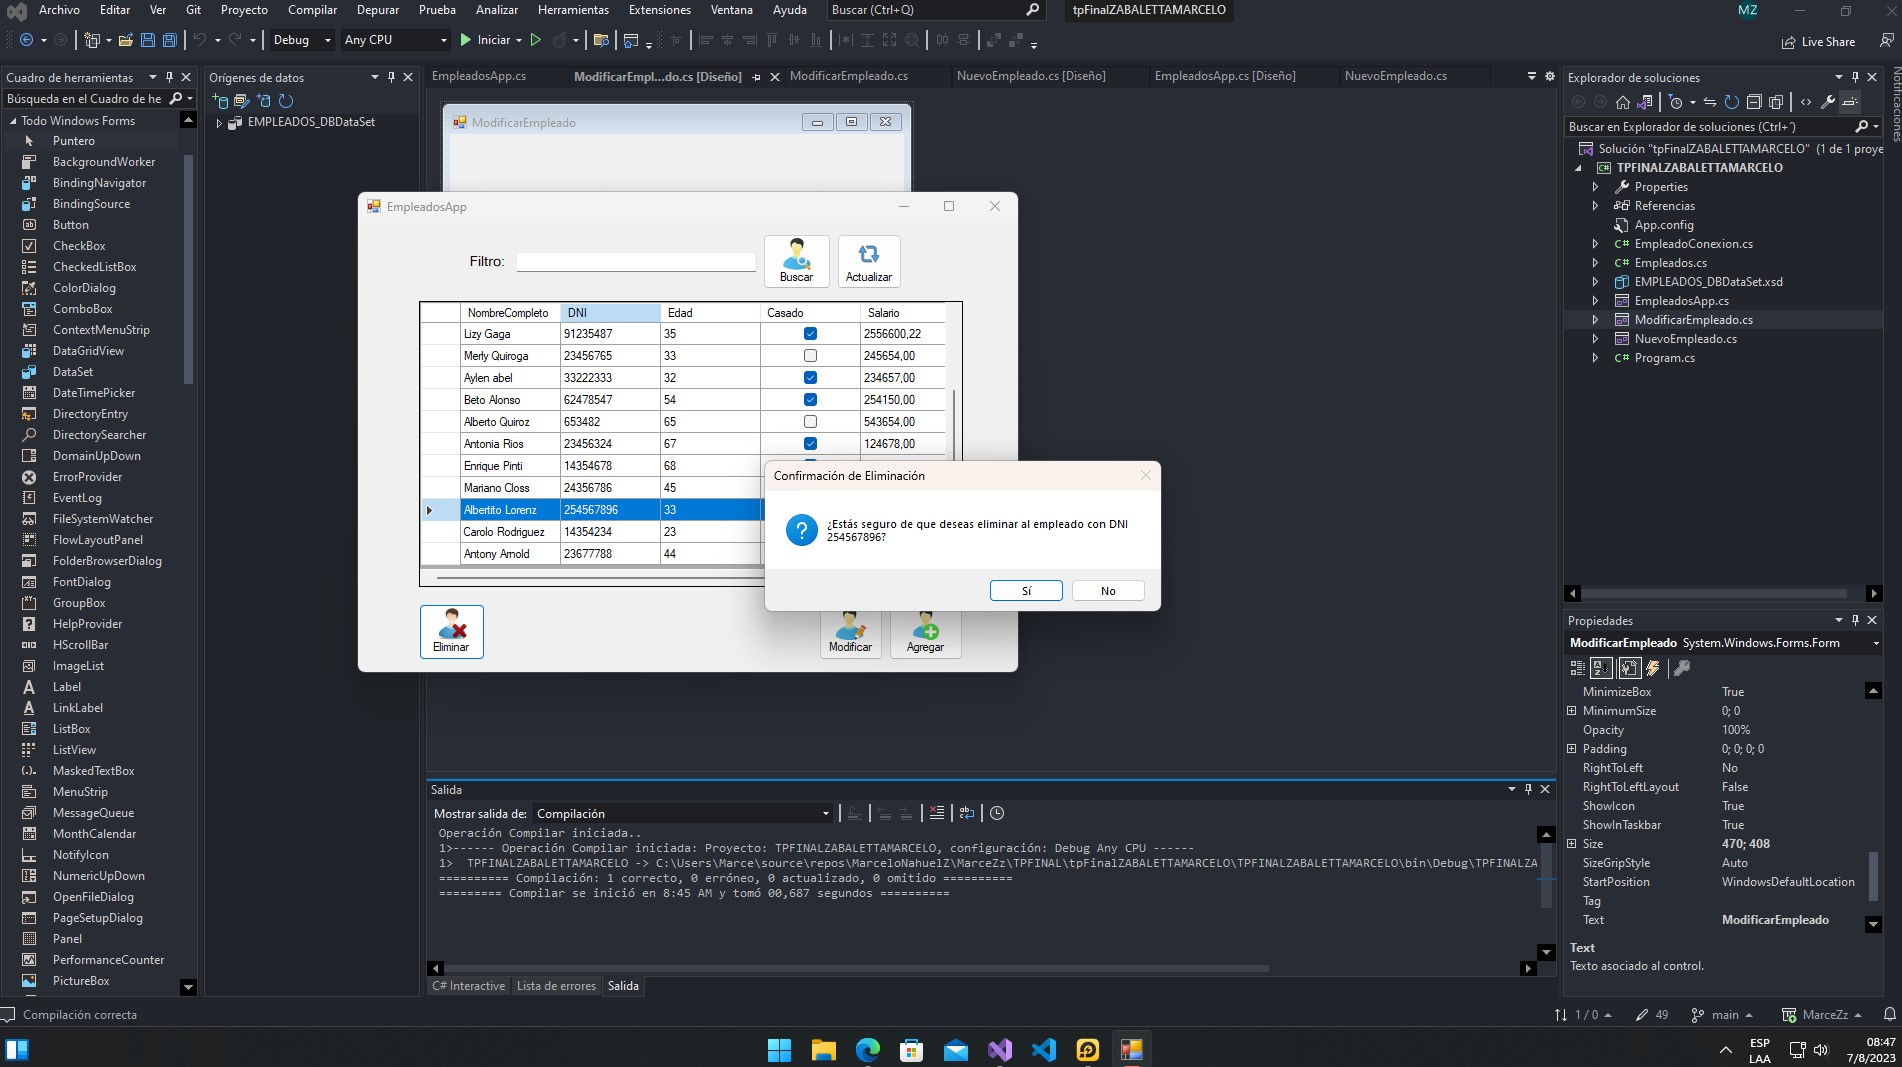 Archivo Editar Ver Git Proyecto Compilar Depurar Prueba Analizar Herramientas Extensiones Ventana Ayuda Buscar (Ctrl+Q) tpFinalZABALETTAMARCELO MZ
Debug Any CPU Iniciar Live Share
Cuadro de herramientas
Búsqueda en el Cuadro de he
Todo Windows Forms
Puntero
BackgroundWorker
BindingNavigator
BindingSource
Button
CheckBox
CheckedListBox
ColorDialog
ComboBox
ContextMenuStrip
DataGridView
DataSet
DateTimePicker
DirectoryEntry
DirectorySearcher
DomainUpDown
ErrorProvider
EventLog
FileSystemWatcher
FlowLayoutPanel
FolderBrowserDialog
FontDialog
GroupBox
HelpProvider
HScrollBar
ImageList
Label
LinkLabel
ListBox
ListView
MaskedTextBox
MenuStrip
MessageQueue
MonthCalendar
NotifyIcon
NumericUpDown
OpenFileDialog
PageSetupDialog
Panel
PerformanceCounter
PictureBox
Orígenes de datos
EMPLEADOS_DBDataSet
EmpleadosApp.cs ModificarEmpl...do.cs [Diseño] ModificarEmpleado.cs NuevoEmpleado.cs [Diseño] EmpleadosApp.cs [Diseño] NuevoEmpleado.cs
ModificarEmpleado
EmpleadosApp
Filtro:
Buscar
Actualizar
NombreCompleto DNI Edad Casado Salario
Lizy Gaga 91235487 35 2556600,22
Merly Quiroga 23456765 33 245654,00
Aylen abel 33222333 32 234657,00
Beto Alonso 62478547 54 254150,00
Alberto Quiroz 653482 65 543654,00
Antonia Rios 23456324 67 124678,00
Enrique Pinti 14354678 68
Mariano Closs 24356786 45
Albertito Lorenz 254567896 33
Carolo Rodriguez 14354234 23
Antony Arnold 23677788 44
Eliminar
Modificar
Agregar
Confirmación de Eliminación
¿Estás seguro de que deseas eliminar al empleado con DNI
254567896?
Sí
No
Salida
Mostrar salida de: Compilación
Operación Compilar iniciada..
1>------ Operación Compilar iniciada: Proyecto: TPFINALZABALETTAMARCELO, configuración: Debug Any CPU ------
1>  TPFINALZABALETTAMARCELO -> C:\Users\Marce\source\repos\MarceloNahuelZ\MarceZz\TPFINAL\tpFinalZABALETTAMARCELO\TPFINALZABALETTAMARCELO\bin\Debug\TPFINALZA
========== Compilación: 1 correcto, 0 erróneo, 0 actualizado, 0 omitido ==========
========= Compilar se inició en 8:45 AM y tomó 00,687 segundos ==========
C# Interactive Lista de errores Salida
Explorador de soluciones
Buscar en Explorador de soluciones (Ctrl+´)
Solución "tpFinalZABALETTAMARCELO" (1 de 1 proye
TPFINALZABALETTAMARCELO
Properties
Referencias
App.config
EmpleadoConexion.cs
Empleados.cs
EMPLEADOS_DBDataSet.xsd
EmpleadosApp.cs
ModificarEmpleado.cs
NuevoEmpleado.cs
Program.cs
Notificaciones
Propiedades
ModificarEmpleado System.Windows.Forms.Form
MinimizeBox True
MinimumSize 0; 0
Opacity 100%
Padding 0; 0; 0; 0
RightToLeft No
RightToLeftLayout False
ShowIcon True
ShowInTaskbar True
Size 470; 408
SizeGripStyle Auto
StartPosition WindowsDefaultLocation
Tag
Text ModificarEmpleado
Text
Texto asociado al control.
Compilación correcta 1 / 0 49 main MarceZz
ESP
LAA
08:47
7/8/2023